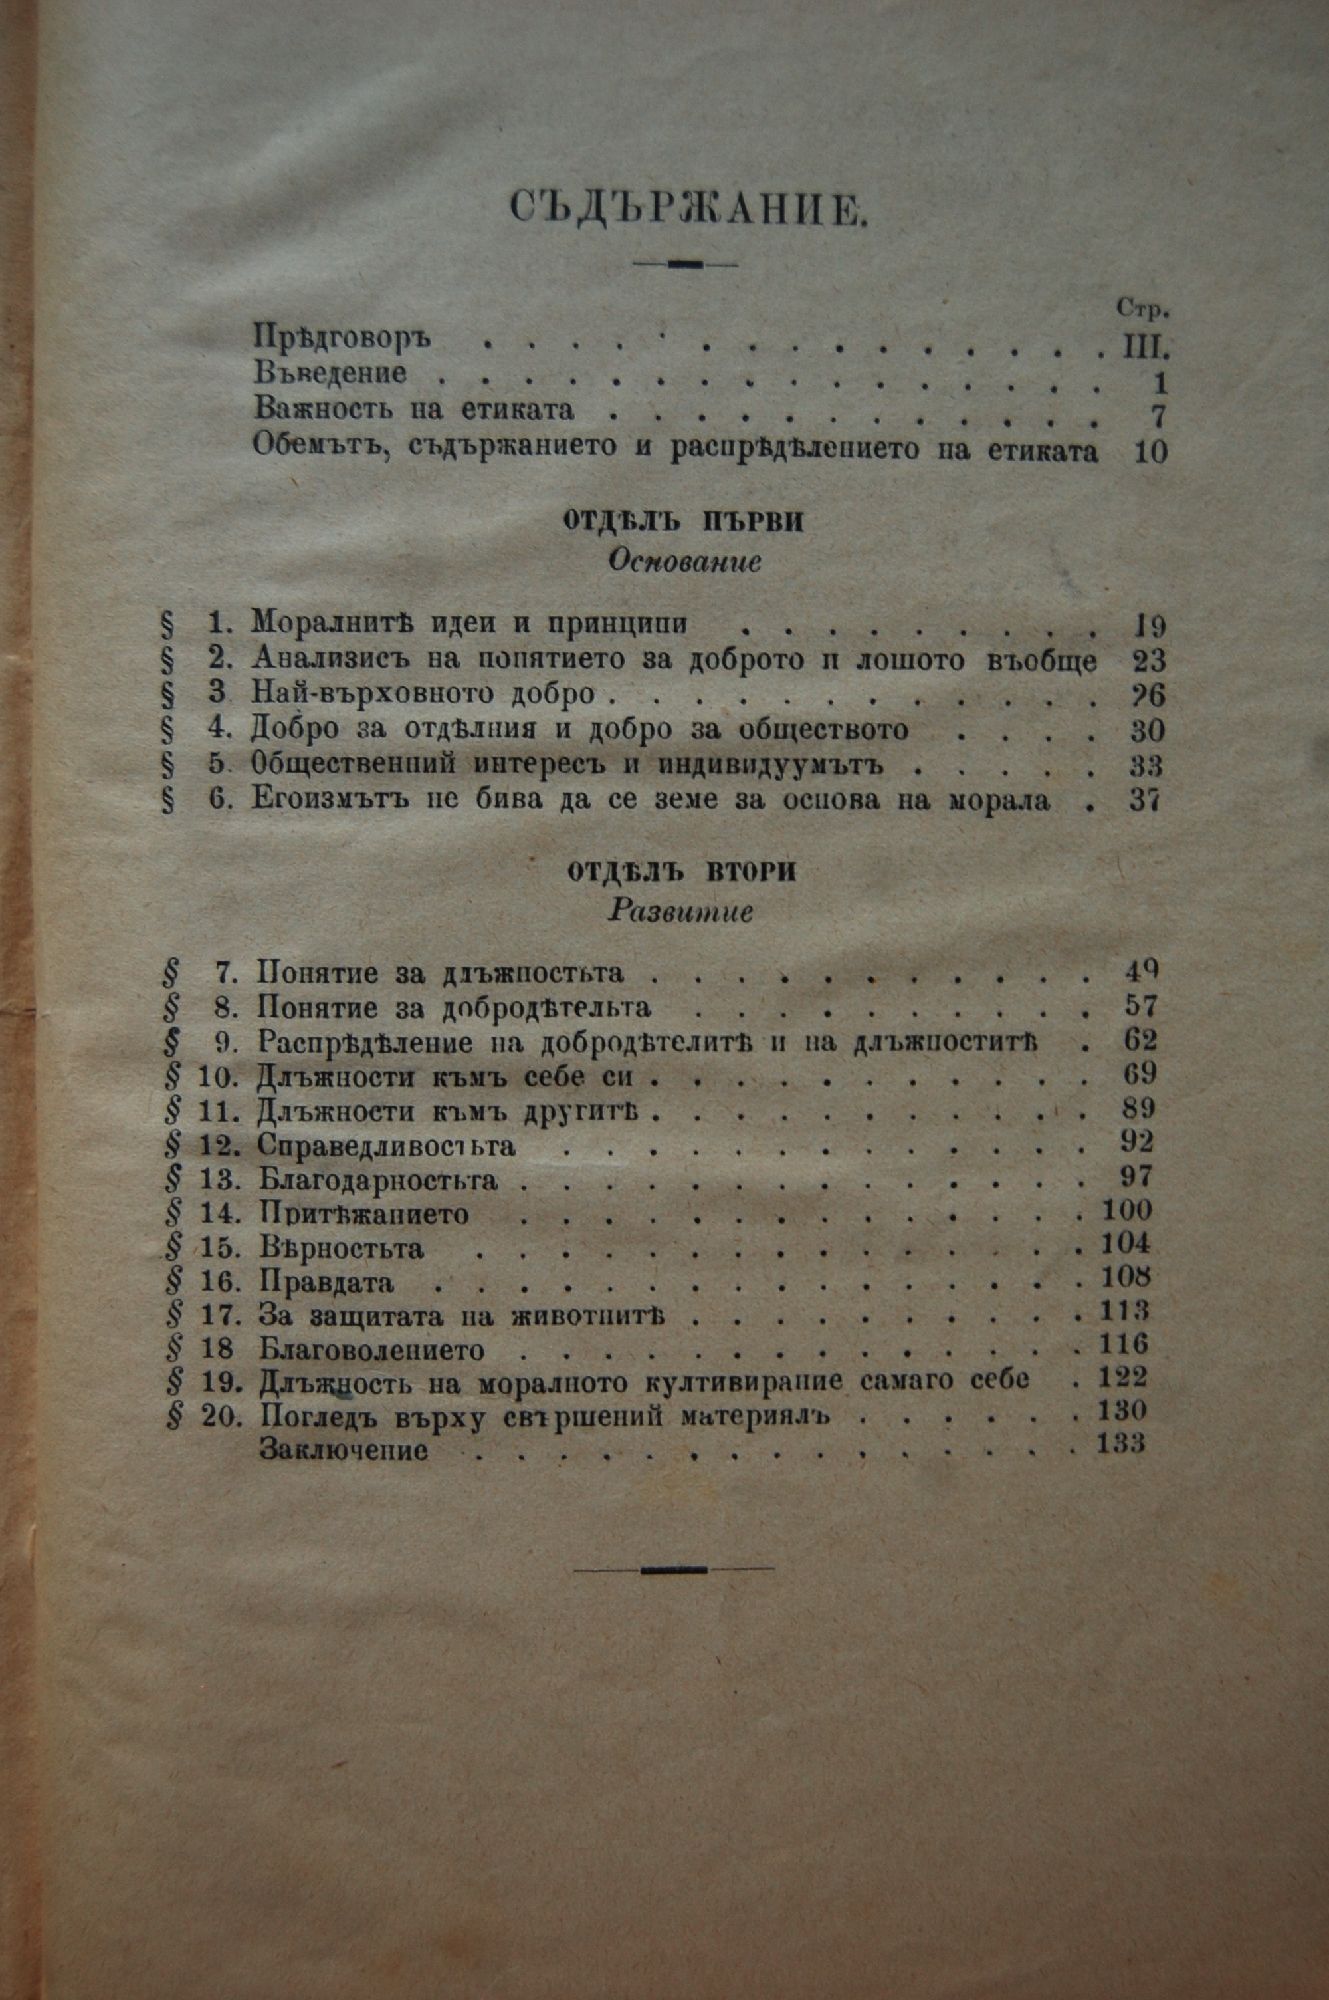 СЪДЪРЖАНИЕ.
Стр.
Прѣдговоръ . . . . . . . . . . . . . . . III.
Въведение . . . . . . . . . . . . . . . . 1
Важность на етиката . . . . . . . . . . . . 7
Обемътъ, съдържанието и распрѣдѣлението на етиката 10
ОТДѢЛЪ ПЪРВИ
Основание
§ 1. Моралнитѣ идеи и принципи . . . . . . . . . 19
§ 2. Анализисъ на понятието за доброто и лошото въобще 23
§ 3 Най-върховното добро . . . . . . . . . . . . 26
§ 4. Добро за отдѣлния и добро за обществото . . . . 30
§ 5. Общественний интересъ и индивидуумътъ . . . . . 33
§ 6. Егоизмътъ не бива да се земе за основа на морала . 37
ОТДѢЛЪ ВТОРИ
Развитие
§ 7. Понятие за длъжностьта . . . . . . . . . . . 49
§ 8. Понятие за добродѣтельта . . . . . . . . . . 57
§ 9. Распрѣдѣление на добродѣтелитѣ и на длъжноститѣ . 62
§ 10. Длъжности къмъ себе си . . . . . . . . . . . 69
§ 11. Длъжности къмъ другитѣ . . . . . . . . . . . 89
§ 12. Справедливостьта . . . . . . . . . . . . . 92
§ 13. Благодарностьта . . . . . . . . . . . . . . 97
§ 14. Притѣжанието . . . . . . . . . . . . . . 100
§ 15. Вѣрностьта . . . . . . . . . . . . . . . 104
§ 16. Правдата . . . . . . . . . . . . . . . . 108
§ 17. За защитата на животнитѣ . . . . . . . . . . 113
§ 18 Благоволението . . . . . . . . . . . . . . 116
§ 19. Длъжность на моралното култивирание самаго себе . 122
§ 20. Погледъ върху свършений материялъ . . . . . . 130
Заключение . . . . . . . . . . . . . . . 133